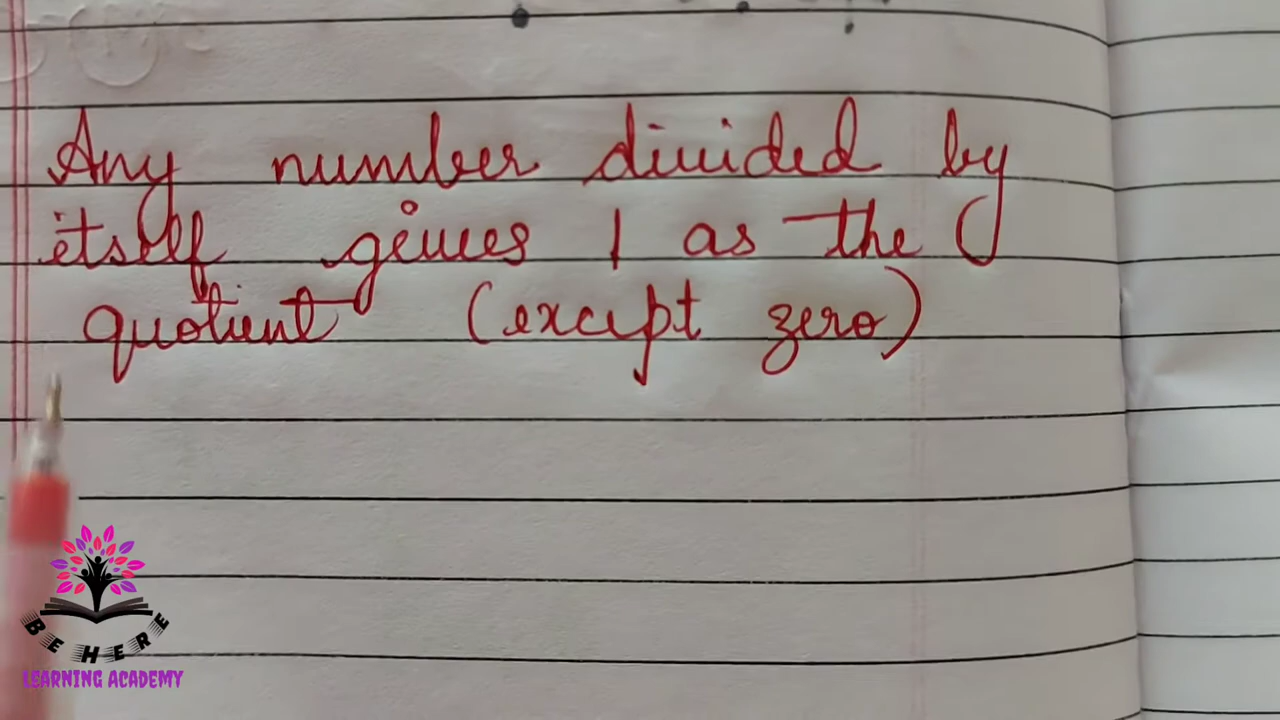 Any number divided by
itself gives 1 as the
quotient (except zero)
BE HERE
LEARNING ACADEMY